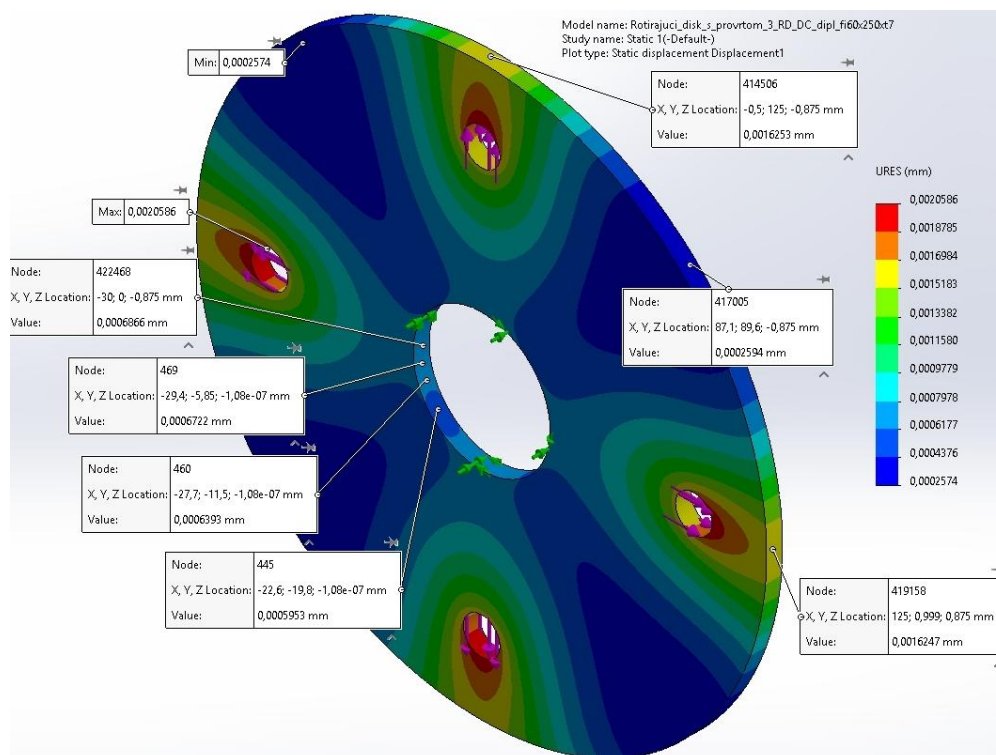 Model name: Rotirajuci_disk_s_provrtom_3_RD_DC_dipl_fi60x250xt7
Study name: Static 1(-Default-)
Plot type: Static displacement Displacement1
Min: 0,0002574
Node: 414506
X, Y, Z Location: -0,5; 125; -0,875 mm
Value: 0,0016253 mm
URES (mm)
0,0020586
0,0018785
0,0016984
0,0015183
0,0013382
0,0011580
0,0009779
0,0007978
0,0006177
0,0004376
0,0002574
Max: 0,0020586
Node: 422468
X, Y, Z Location: -30; 0; -0,875 mm
Value: 0,0006866 mm
Node: 417005
X, Y, Z Location: 87,1; 89,6; -0,875 mm
Value: 0,0002594 mm
Node: 469
X, Y, Z Location: -29,4; -5,85; -1,08e-07 mm
Value: 0,0006722 mm
Node: 460
X, Y, Z Location: -27,7; -11,5; -1,08e-07 mm
Value: 0,0006393 mm
Node: 445
X, Y, Z Location: -22,6; -19,8; -1,08e-07 mm
Value: 0,0005953 mm
Node: 419158
X, Y, Z Location: 125; 0,999; 0,875 mm
Value: 0,0016247 mm